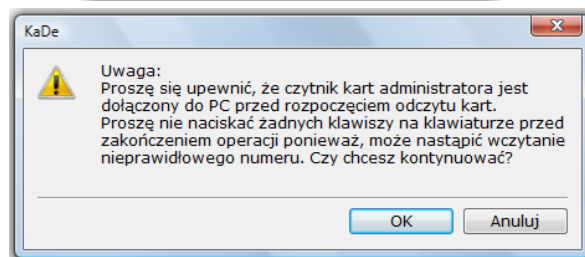 KaDe
Uwaga:
Proszę się upewnić, że czytnik kart administratora jest
dołączony do PC przed rozpoczęciem odczytu kart.
Proszę nie naciskać żadnych klawiszy na klawiaturze przed
zakończeniem operacji ponieważ, może nastąpić wczytanie
nieprawidłowego numeru. Czy chcesz kontynuować?
OK Anuluj